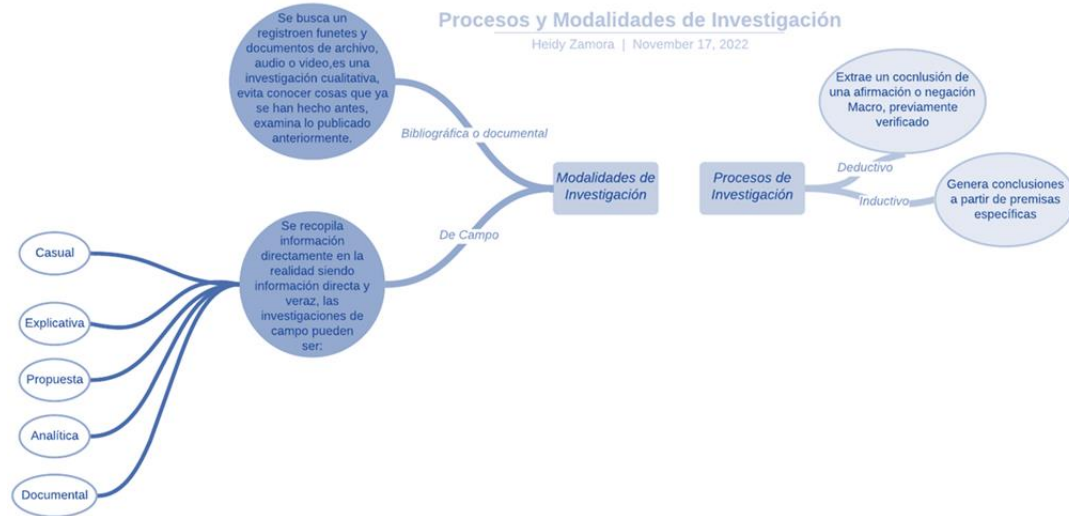 Procesos y Modalidades de Investigación
Heidy Zamora | November 17, 2022
Se busca un
registroen funetes y
documentos de archivo,
audio o video,es una
investigación cualitativa,
evita conocer cosas que ya
se han hecho antes,
examina lo publicado
anteriormente,
Bibliográfica o documental
Modalidades de
Investigación
De Campo
Se recopila
información
directamente en la
realidad siendo
información directa y
veraz, las
investigaciones de
campo pueden
ser:
Casual
Explicativa
Propuesta
Analítica
Documental
Procesos de
Investigación
Deductivo
Extrae un cocnlusión de
una afirmación o negación
Macro, previamente
verificado
Inductivo
Genera conclusiones
a partir de premisas
específicas